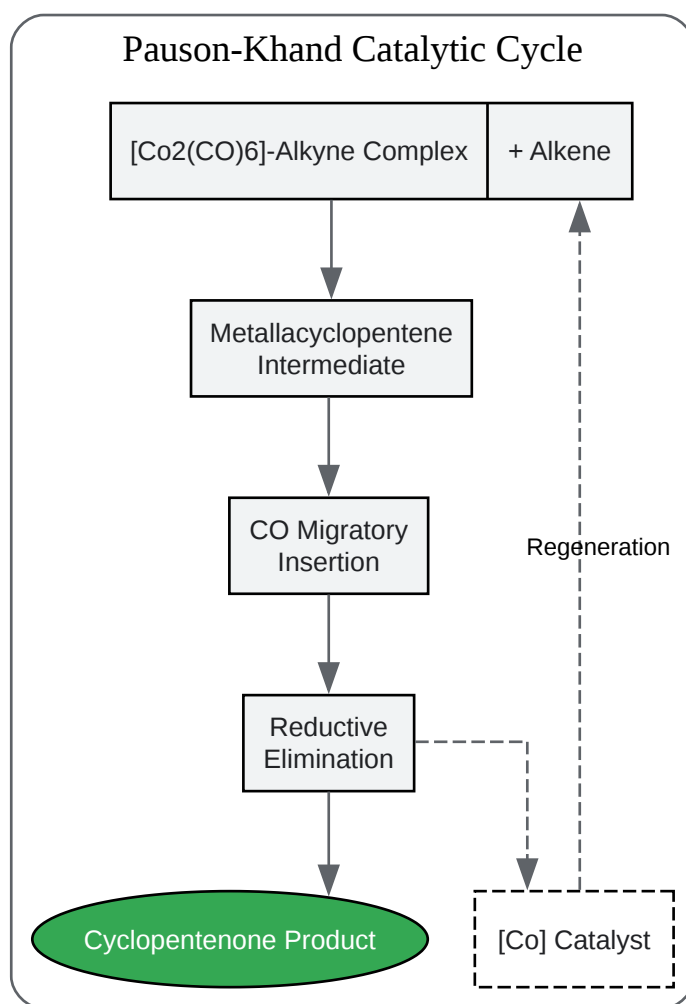 Pauson-Khand Catalytic Cycle
[Co2(CO)6]-Alkyne Complex
+ Alkene
Metallacyclopentene
Intermediate
CO Migratory
Insertion
Regeneration
Reductive
Elimination
Cyclopentenone Product
[Co] Catalyst